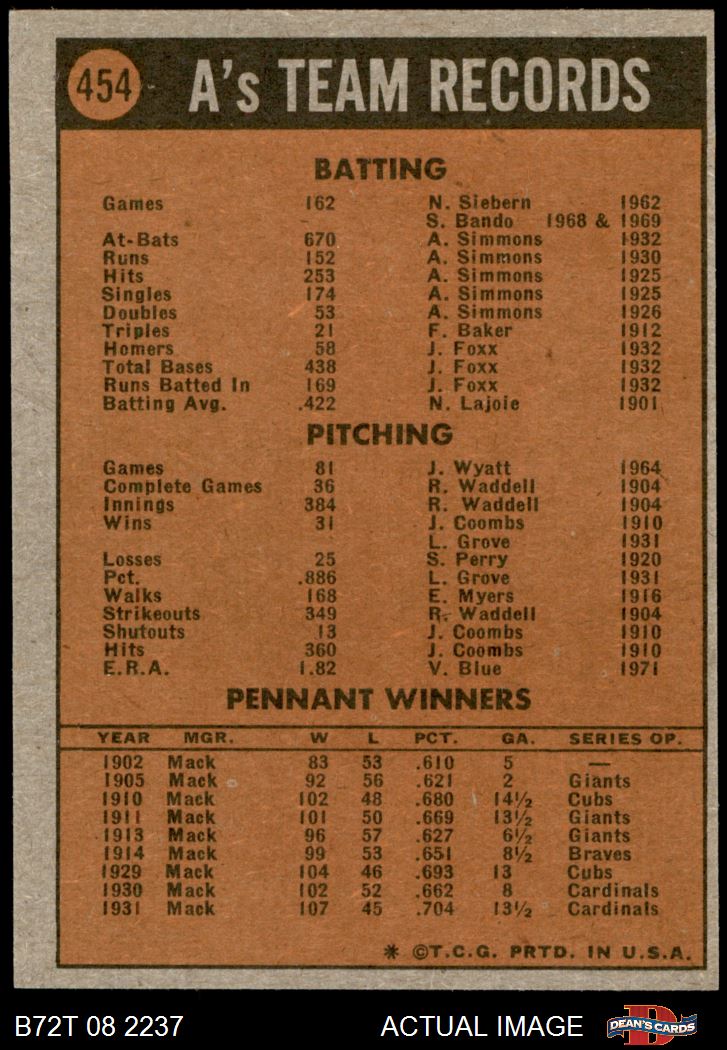 454 A's TEAM RECORDS
BATTING
Games 162 N. Siebern 1962
S. Bando 1968 & 1969
At-Bats 670 A. Simmons 1932
Runs 152 A. Simmons 1930
Hits 253 A. Simmons 1925
Singles 174 A. Simmons 1925
Doubles 53 A. Simmons 1926
Triples 21 F. Baker 1912
Homers 58 J. Foxx 1932
Total Bases 438 J. Foxx 1932
Runs Batted In 169 J. Foxx 1932
Batting Avg. .422 N. Lajoie 1901
PITCHING
Games 81 J. Wyatt 1964
Complete Games 36 R. Waddell 1904
Innings 384 R. Waddell 1904
Wins 31 J. Coombs 1910
L. Grove 1931
Losses 25 S. Perry 1920
Pct. .886 L. Grove 1931
Walks 168 E. Myers 1916
Strikeouts 349 R. Waddell 1904
Shutouts 13 J. Coombs 1910
Hits 360 J. Coombs 1910
E.R.A. 1.82 V. Blue 1971
PENNANT WINNERS
YEAR MGR. W L PCT. GA. SERIES OP.
1902 Mack 83 53 .610 5 —
1905 Mack 92 56 .621 2 Giants
1910 Mack 102 48 .680 14½ Cubs
1911 Mack 101 50 .669 13½ Giants
1913 Mack 96 57 .627 6½ Giants
1914 Mack 99 53 .651 8½ Braves
1929 Mack 104 46 .693 13 Cubs
1930 Mack 102 52 .662 8 Cardinals
1931 Mack 107 45 .704 13½ Cardinals
* ©T.C.G. PRTD. IN U.S.A.
B72T 08 2237 ACTUAL IMAGE D DEAN'S CARDS